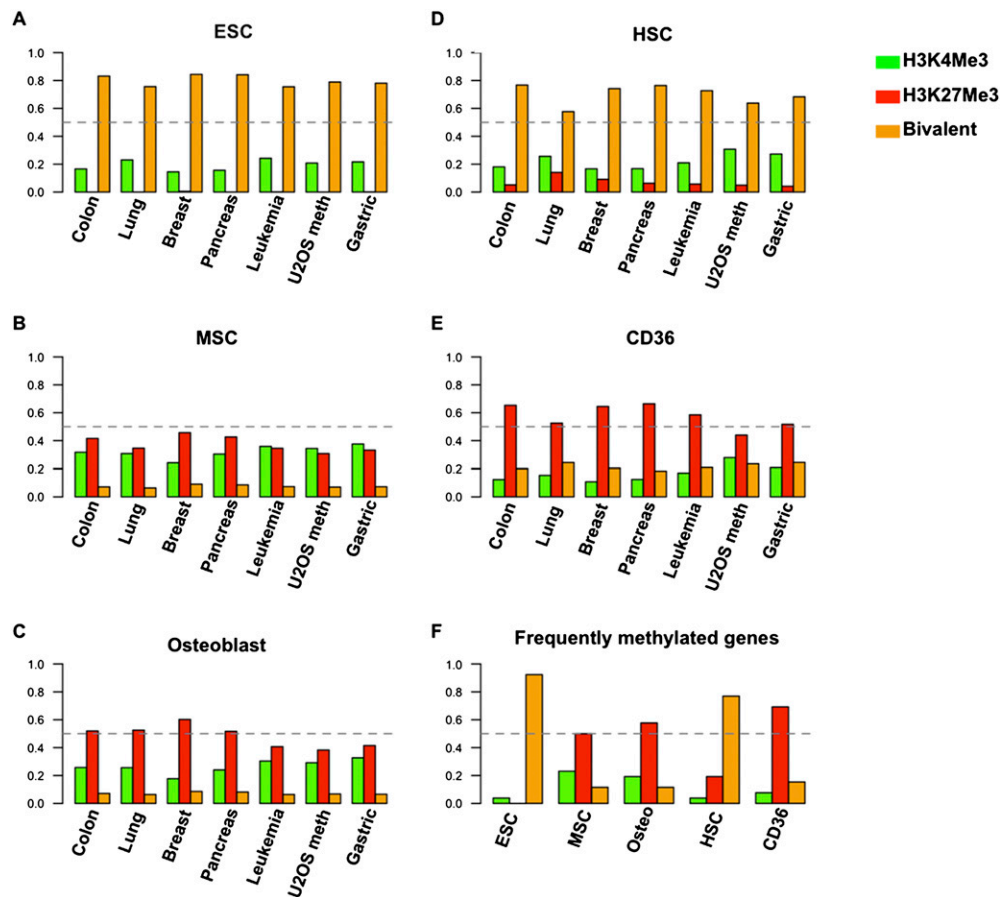 A
ESC
1.0
0.8
0.6
0.4
0.2
0.0
Colon
Lung
Breast
Pancreas
Leukemia
U2OS meth
Gastric
B
MSC
1.0
0.8
0.6
0.4
0.2
0.0
Colon
Lung
Breast
Pancreas
Leukemia
U2OS meth
Gastric
C
Osteoblast
1.0
0.8
0.6
0.4
0.2
0.0
Colon
Lung
Breast
Pancreas
Leukemia
U2OS meth
Gastric
D
HSC
1.0
0.8
0.6
0.4
0.2
0.0
Colon
Lung
Breast
Pancreas
Leukemia
U2OS meth
Gastric
E
CD36
1.0
0.8
0.6
0.4
0.2
0.0
Colon
Lung
Breast
Pancreas
Leukemia
U2OS meth
Gastric
F
Frequently methylated genes
1.0
0.8
0.6
0.4
0.2
0.0
ESC
MSC
Osteo
HSC
CD36
H3K4Me3
H3K27Me3
Bivalent